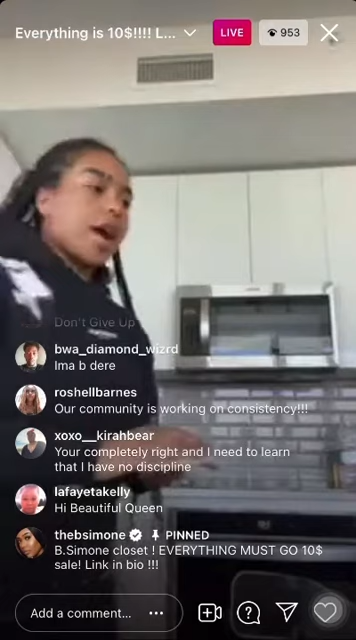 Everything is 10$!!!! L...
LIVE
953
Don't Give Up
bwa_diamond_wizrd
Ima b dere
roshellbarnes
Our community is working on consistency!!!
xoxo__kirahbear
Your completely right and I need to learn
that I have no discipline
lafayetakelly
Hi Beautiful Queen
thebsimone PINNED
B.Simone closet ! EVERYTHING MUST GO 10$
sale! Link in bio !!!
Add a comment...